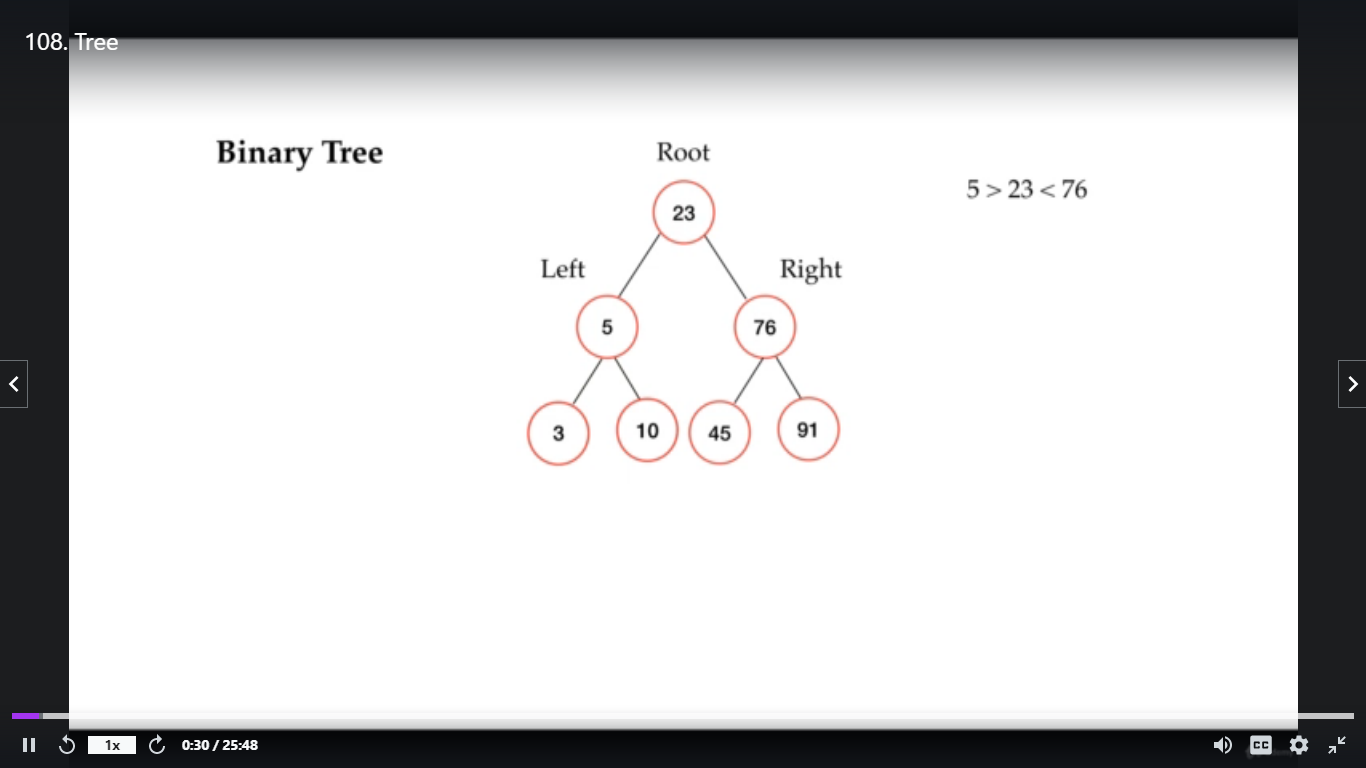 108. Tree
Binary Tree
Root
5 > 23 < 76
23
Left
Right
5
76
3
10
45
91
1x
0:30 / 25:48
CC